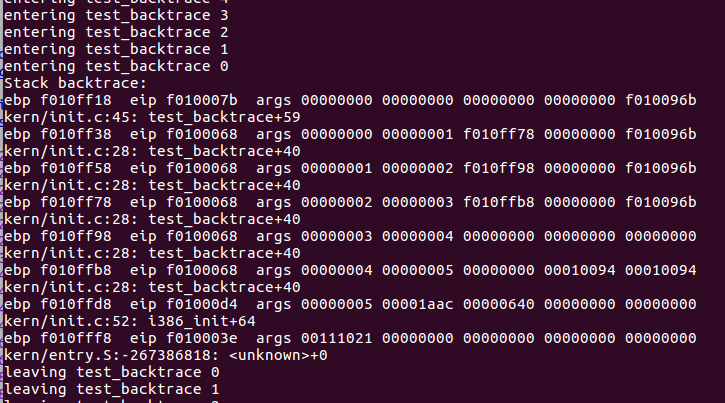 entering test_backtrace 4
entering test_backtrace 3
entering test_backtrace 2
entering test_backtrace 1
entering test_backtrace 0
Stack backtrace:
ebp f010ff18  eip f010007b  args 00000000 00000000 00000000 00000000 f010096b
kern/init.c:45: test_backtrace+59
ebp f010ff38  eip f0100068  args 00000000 00000001 f010ff78 00000000 f010096b
kern/init.c:28: test_backtrace+40
ebp f010ff58  eip f0100068  args 00000001 00000002 f010ff98 00000000 f010096b
kern/init.c:28: test_backtrace+40
ebp f010ff78  eip f0100068  args 00000002 00000003 f010ffb8 00000000 f010096b
kern/init.c:28: test_backtrace+40
ebp f010ff98  eip f0100068  args 00000003 00000004 00000000 00000000 00000000
kern/init.c:28: test_backtrace+40
ebp f010ffb8  eip f0100068  args 00000004 00000005 00000000 00010094 00010094
kern/init.c:28: test_backtrace+40
ebp f010ffd8  eip f01000d4  args 00000005 00001aac 00000640 00000000 00000000
kern/init.c:52: i386_init+64
ebp f010fff8  eip f010003e  args 00111021 00000000 00000000 00000000 00000000
kern/entry.S:-267386818: <unknown>+0
leaving test_backtrace 0
leaving test_backtrace 1
leaving test_backtrace 2